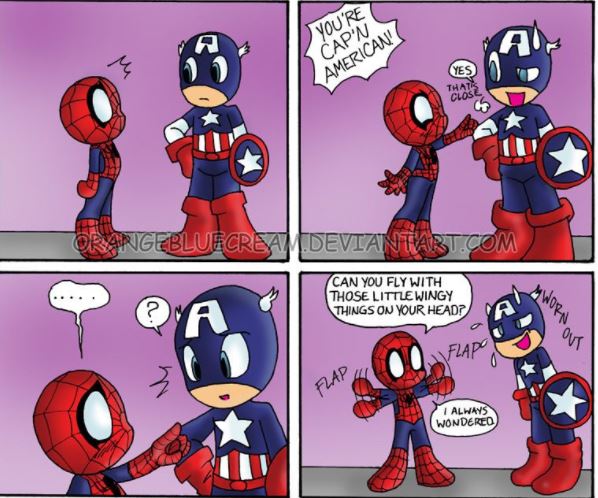 YOU'RE
CAP'N
AMERICAN!
YES
THAT'S
CLOSE
ORANGEBLUECREAM.DEVIANTART.COM
.....
?
CAN YOU FLY WITH
THOSE LITTLE WINGY
THINGS ON YOUR HEAD?
FLAP
FLAP
WORN
OUT
I ALWAYS
WONDERED.
A
A
A
A